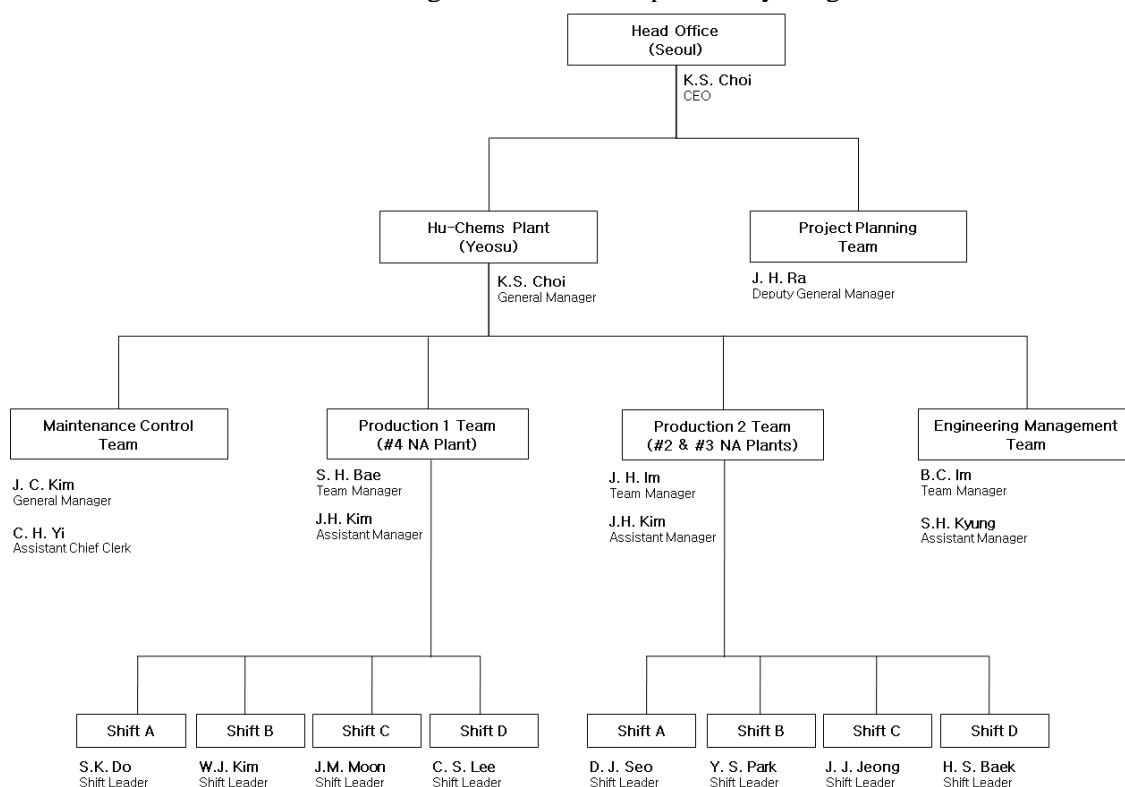 Head Office
(Seoul)
K.S. Choi
CEO
Hu-Chems Plant
(Yeosu)
K.S. Choi
General Manager
Project Planning
Team
J. H. Ra
Deputy General Manager
Maintenance Control
Team
J. C. Kim
General Manager
C. H. Yi
Assistant Chief Clerk
Production 1 Team
(#4 NA Plant)
S. H. Bae
Team Manager
J.H. Kim
Assistant Manager
Production 2 Team
(#2 & #3 NA Plants)
J. H. Im
Team Manager
J.H. Kim
Assistant Manager
Engineering Management
Team
B.C. Im
Team Manager
S.H. Kyung
Assistant Manager
Shift A
S.K. Do
Shift Leader
Shift B
W.J. Kim
Shift Leader
Shift C
J.M. Moon
Shift Leader
Shift D
C. S. Lee
Shift Leader
Shift A
D. J. Seo
Shift Leader
Shift B
Y. S. Park
Shift Leader
Shift C
J. J. Jeong
Shift Leader
Shift D
H. S. Baek
Shift Leader